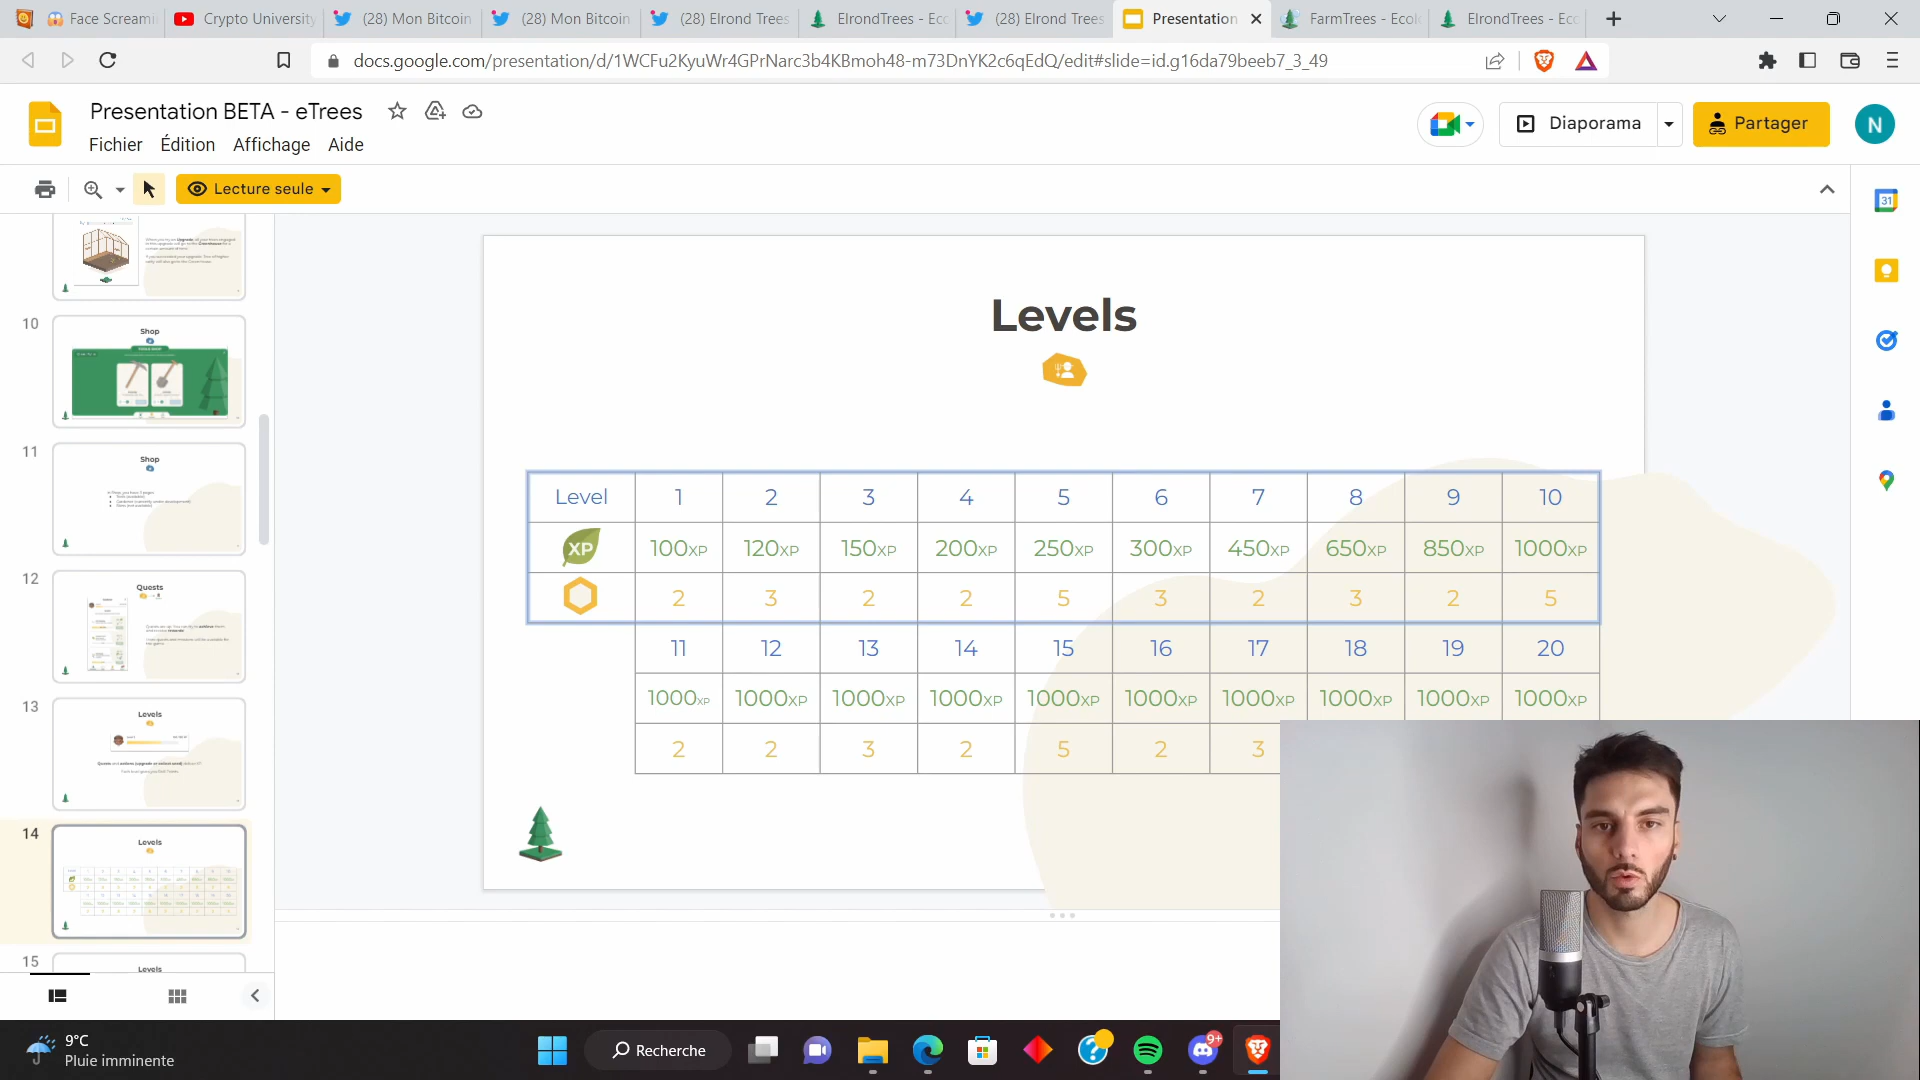 Face Screami
Crypto University
(28) Mon Bitcoin
(28) Mon Bitcoin
(28) Elrond Trees
ElrondTrees - Ecc
(28) Elrond Trees
Presentation
FarmTrees - Ecol
ElrondTrees - Ecc
docs.google.com/presentation/d/1WCFu2KyuWr4GPrNarc3b4KBmoh48-m73DnYK2c6qEdQ/edit#slide=id.g16da79beeb7_3_49
Presentation BETA - eTrees
Fichier Édition Affichage Aide
Diaporama
Partager
N
Lecture seule
31
10
Shop
11
Shop
12
Quests
13
Levels
14
Levels
15
Levels
Levels
Level 1 2 3 4 5 6 7 8 9 10
XP 100XP 120XP 150XP 200XP 250XP 300XP 450XP 650XP 850XP 1000XP
2 3 2 2 5 3 2 3 2 5
11 12 13 14 15 16 17 18 19 20
1000XP 1000XP 1000XP 1000XP 1000XP 1000XP 1000XP 1000XP 1000XP 1000XP
2 2 3 2 5 2 3
9°C
Pluie imminente
Recherche
9+